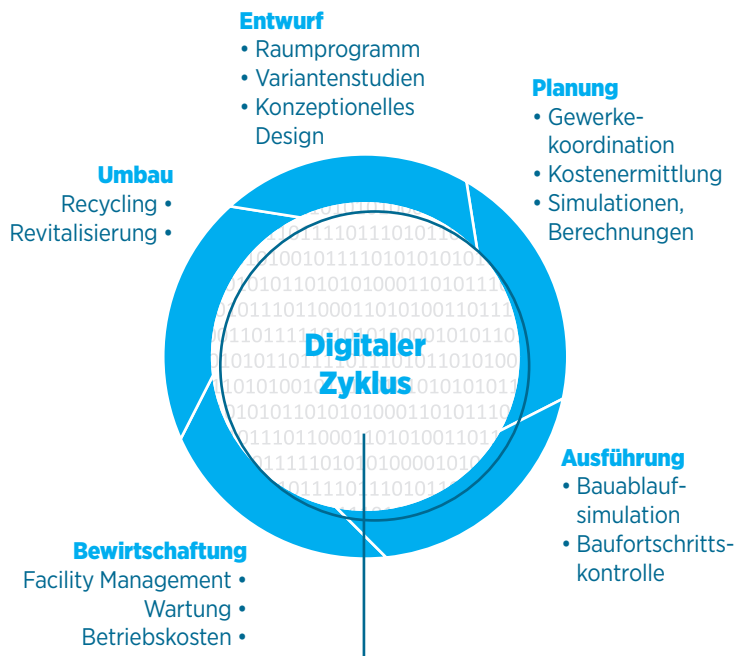 Entwurf
• Raumprogramm
• Variantenstudien
• Konzeptionelles
Design
Planung
• Gewerke-
koordination
• Kostenermittlung
• Simulationen,
Berechnungen
Umbau
Recycling •
Revitalisierung •
Digitaler
Zyklus
Ausführung
• Bauablauf-
simulation
• Baufortschritts-
kontrolle
Bewirtschaftung
Facility Management •
Wartung •
Betriebskosten •